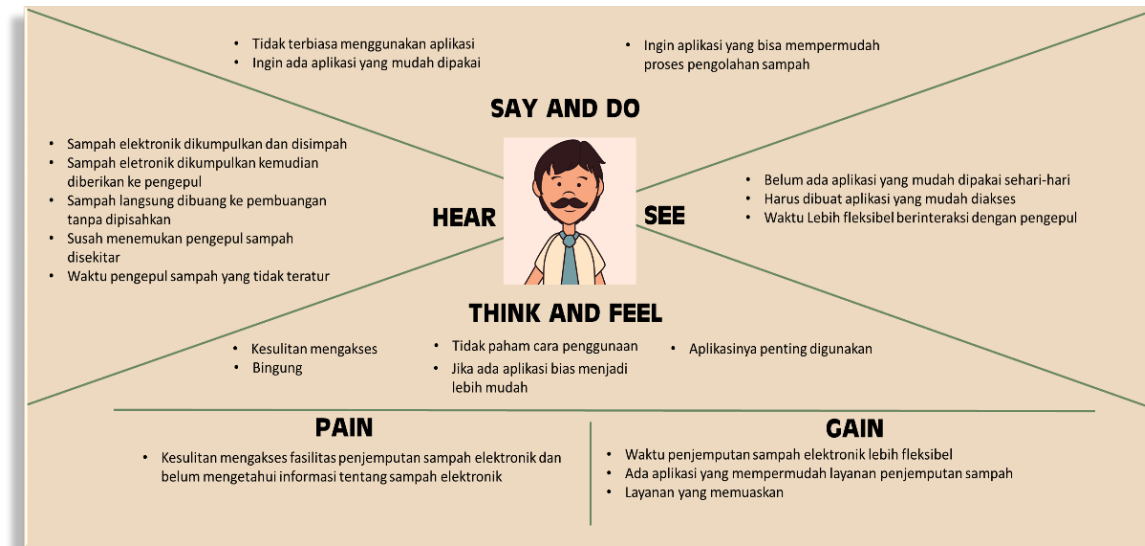 • Tidak terbiasa menggunakan aplikasi
• Ingin ada aplikasi yang mudah dipakai
• Ingin aplikasi yang bisa mempermudah
proses pengolahan sampah
SAY AND DO
• Sampah elektronik dikumpulkan dan disimpah
• Sampah eletronik dikumpulkan kemudian
diberikan ke pengepul
• Sampah langsung dibuang ke pembuangan
tanpa dipisahkan
• Susah menemukan pengepul sampah
disekitar
• Waktu pengepul sampah yang tidak teratur
HEAR
SEE
• Belum ada aplikasi yang mudah dipakai sehari-hari
• Harus dibuat aplikasi yang mudah diakses
• Waktu Lebih fleksibel berinteraksi dengan pengepul
THINK AND FEEL
• Kesulitan mengakses
• Bingung
• Tidak paham cara penggunaan
• Jika ada aplikasi bias menjadi
lebih mudah
• Aplikasinya penting digunakan
PAIN
• Kesulitan mengakses fasilitas penjemputan sampah elektronik dan
belum mengetahui informasi tentang sampah elektronik
GAIN
• Waktu penjemputan sampah elektronik lebih fleksibel
• Ada aplikasi yang mempermudah layanan penjemputan sampah
• Layanan yang memuaskan